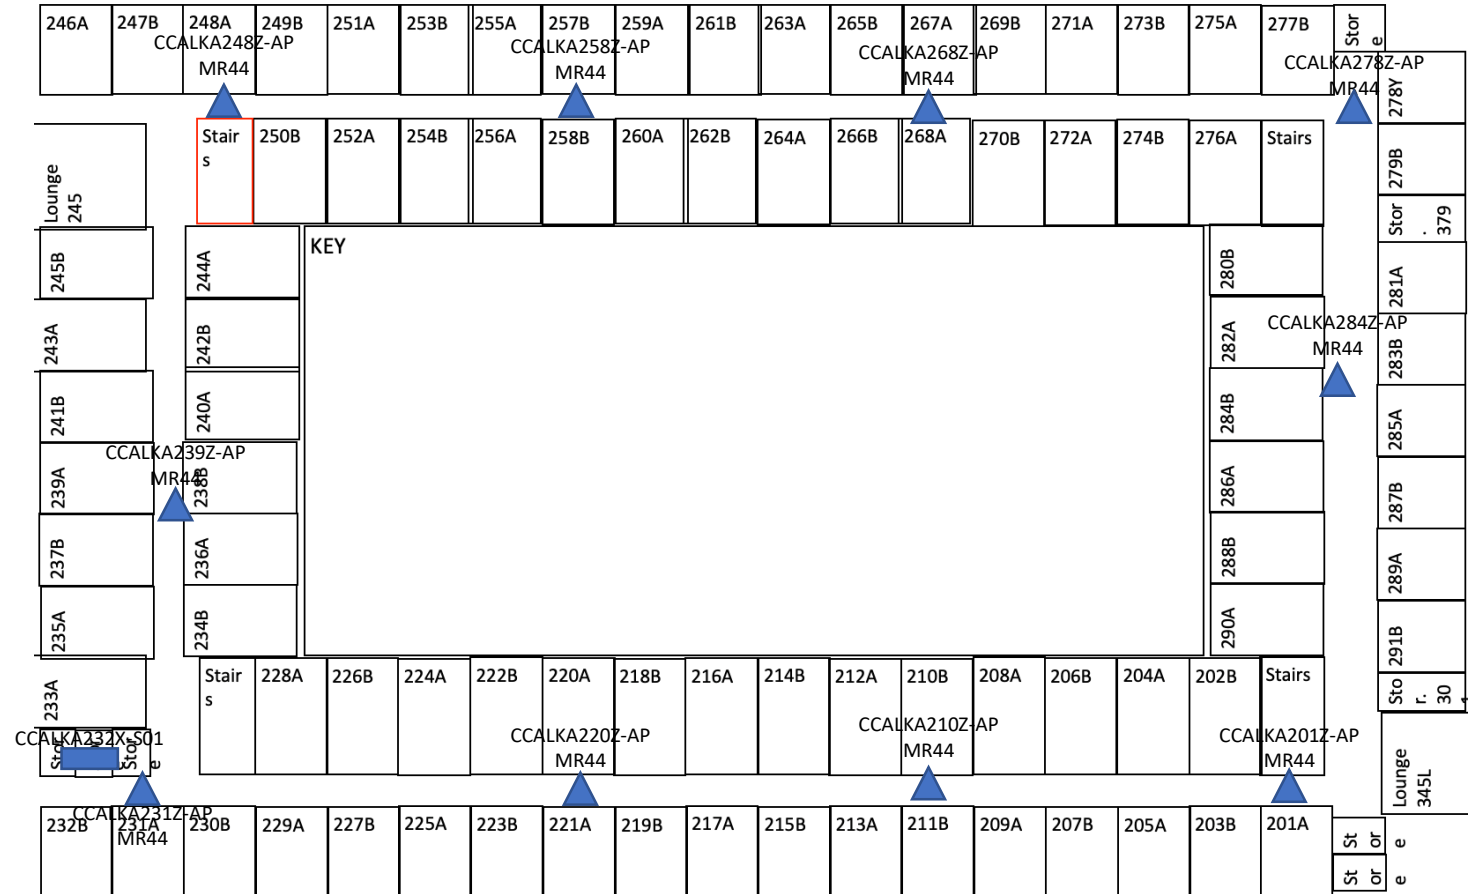 246A
247B
248A
249B
251A
253B
255A
257B
259A
261B
263A
265B
267A
269B
271A
273B
275A
277B
Stor
e
CCALKA248Z-AP
MR44
CCALKA258Z-AP
MR44
CCALKA268Z-AP
MR44
CCALKA278Z-AP
MR44
278Y
Stair
s
250B
252A
254B
256A
258B
260A
262B
264A
266B
268A
270B
272A
274B
276A
Stairs
279B
Lounge
245
Stor
.
379
245B
244A
KEY
280B
281A
243A
242B
282A
CCALKA284Z-AP
MR44
283B
241B
240A
284B
285A
CCALKA239Z-AP
MR44
239A
238B
286A
287B
237B
236A
288B
289A
235A
234B
290A
291B
233A
Stair
s
228A
226B
224A
222B
220A
218B
216A
214B
212A
210B
208A
206B
204A
202B
Stairs
Sto
r.
30
CCALKA232X-S01
Stor
e
CCALKA220Z-AP
MR44
CCALKA210Z-AP
MR44
CCALKA201Z-AP
MR44
Lounge
345L
CCALKA231Z-AP
MR44
232B
231A
230B
229A
227B
225A
223B
221A
219B
217A
215B
213A
211B
209A
207B
205A
203B
201A
St
or
e
St
or
e